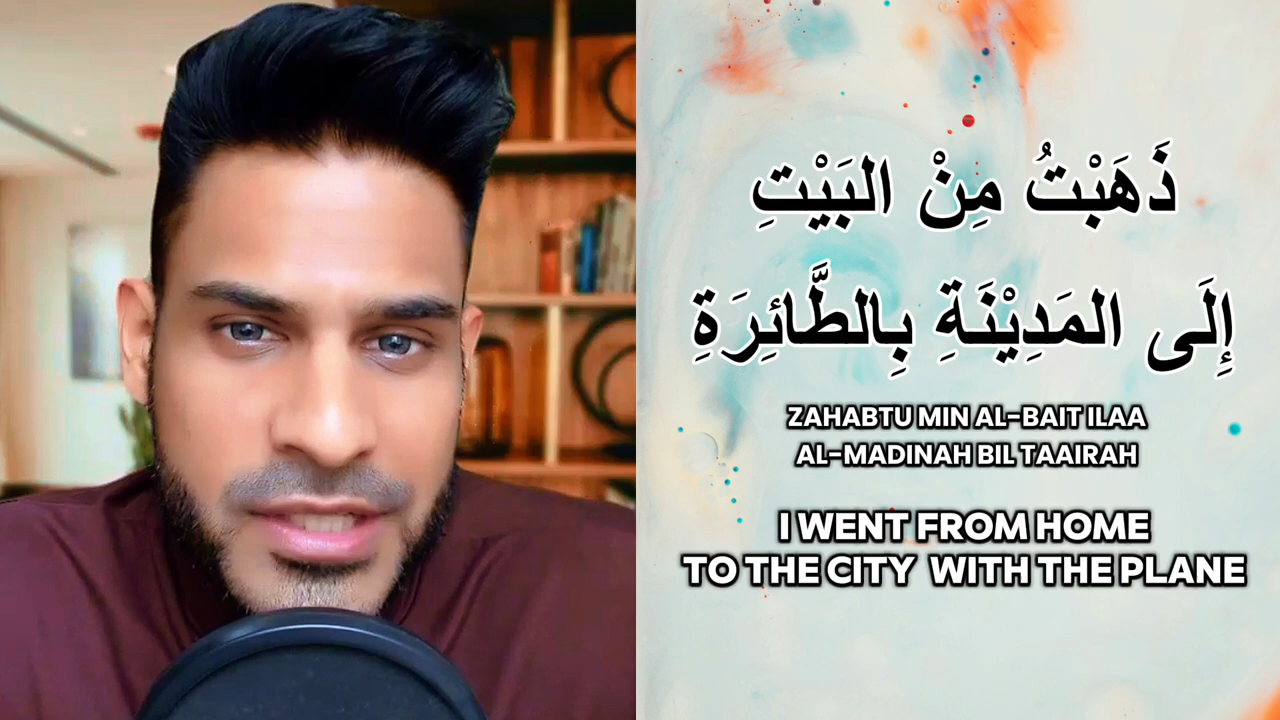 ذَهَبْتُ مِنْ البَيْتِ
إِلَى المَدِيْنَةِ بِالطَّائِرَةِ
ZAHABTU MIN AL-BAIT ILAA
AL-MADINAH BIL TAAIRAH
I WENT FROM HOME
TO THE CITY WITH THE PLANE